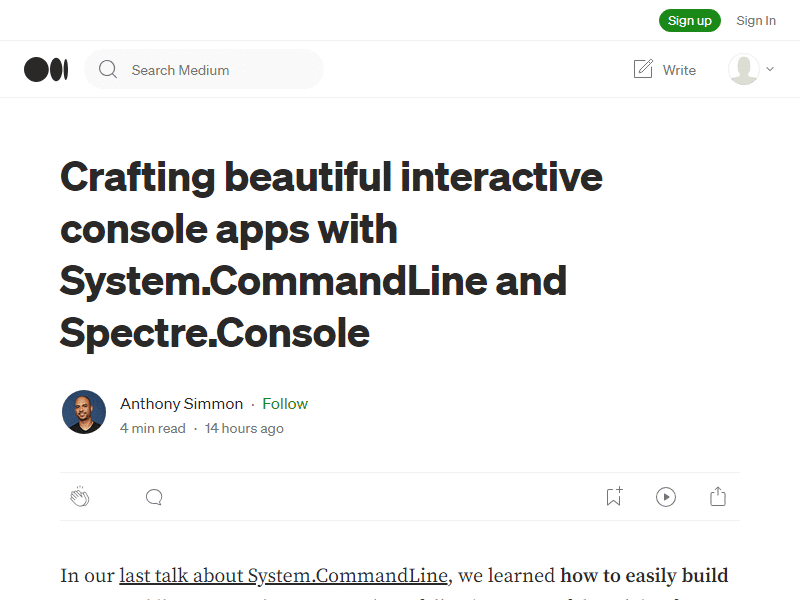 Sign up Sign In
Search Medium Write
Crafting beautiful interactive
console apps with
System.CommandLine and
Spectre.Console
Anthony Simmon · Follow
4 min read · 14 hours ago
In our last talk about System.CommandLine, we learned how to easily build